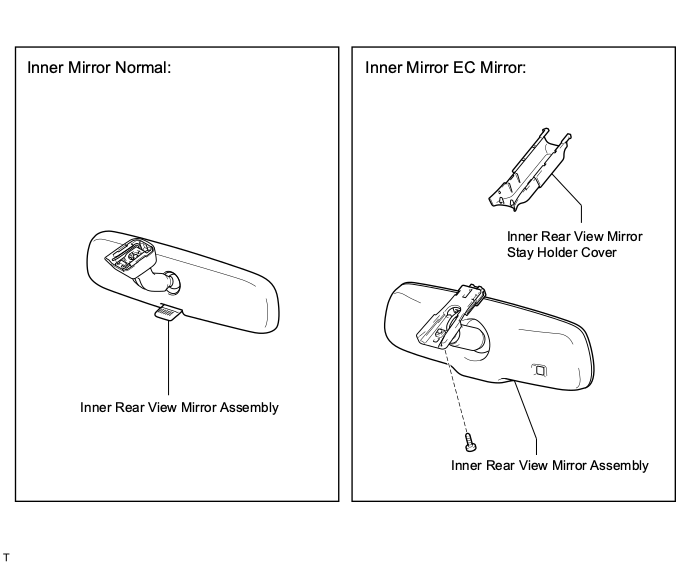 Inner Mirror Normal:
Inner Rear View Mirror Assembly
Inner Mirror EC Mirror:
Inner Rear View Mirror
Stay Holder Cover
Inner Rear View Mirror Assembly
T